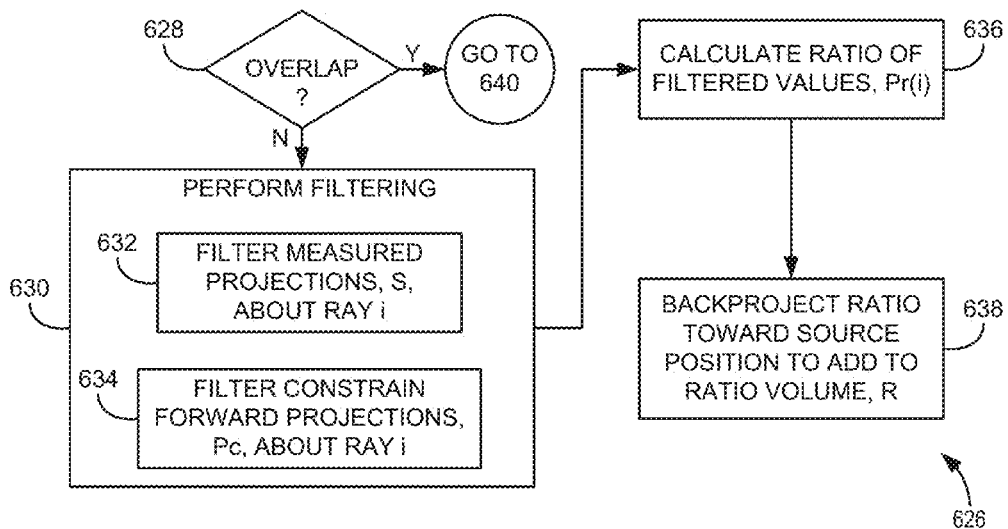 628
OVERLAP
?
Y
GO TO
640
N
PERFORM FILTERING
630
632
FILTER MEASURED
PROJECTIONS, S,
ABOUT RAY i
634
FILTER CONSTRAIN
FORWARD PROJECTIONS,
Pc, ABOUT RAY i
CALCULATE RATIO OF
FILTERED VALUES, Pr(i)
636
BACKPROJECT RATIO
TOWARD SOURCE
POSITION TO ADD TO
RATIO VOLUME, R
638
626